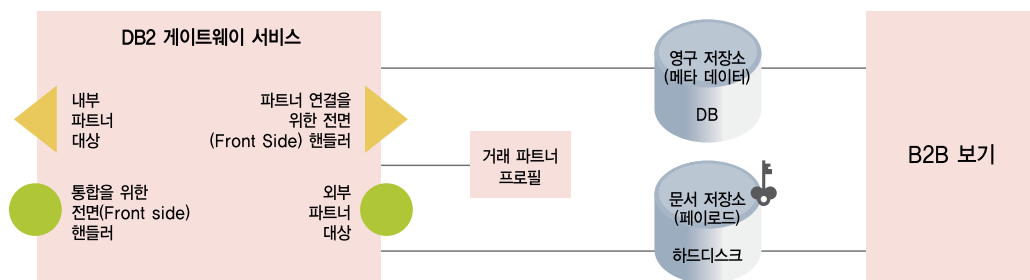 DB2 게이트웨이 서비스
내부
파트너
대상
파트너 연결을
위한 전면
(Front Side) 핸들러
통합을 위한
전면(Front side)
핸들러
외부
파트너
대상
거래 파트너
프로필
영구 저장소
(메타 데이터)
DB
문서 저장소
(페이로드)
하드디스크
B2B 보기